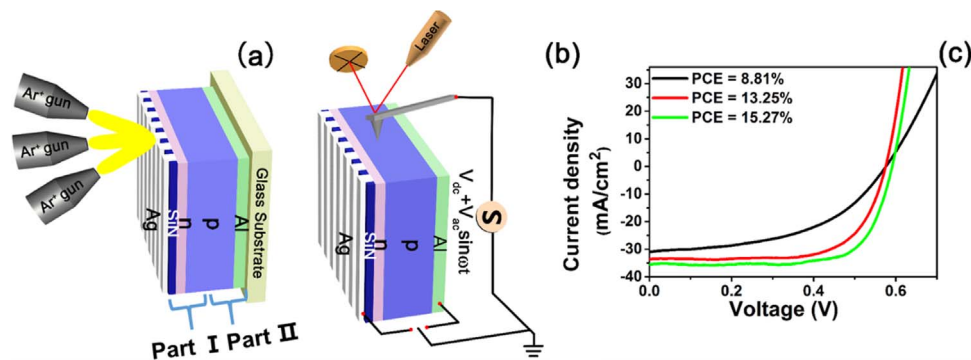 (a)
Ar⁺ gun
Ar⁺ gun
Ar⁺ gun
Ag
SiN
n
p
Al
Glass Substrate
Part I Part II
(b)
Laser
Ag
SiN
n
p
Al
V_dc+V_ac sinωt
S
(c)
PCE = 8.81%
PCE = 13.25%
PCE = 15.27%
Current density
(mA/cm²)
30
20
10
0
-10
-20
-30
-40
0.0 0.2 0.4 0.6
Voltage (V)